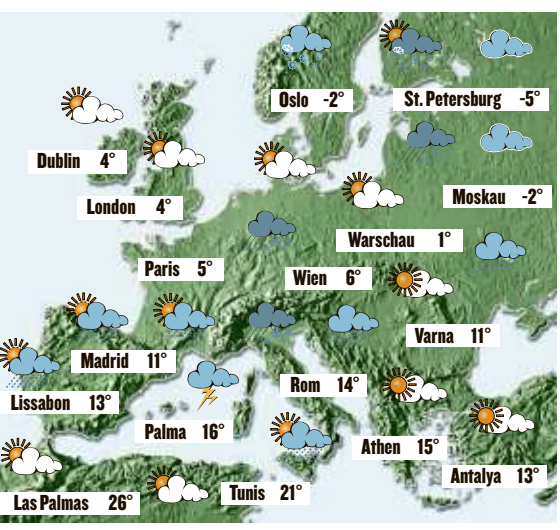 Oslo -2°
St. Petersburg -5°
Dublin 4°
Moskau -2°
London 4°
Warschau 1°
Paris 5°
Wien 6°
Varna 11°
Madrid 11°
Rom 14°
Lissabon 13°
Palma 16°
Athen 15°
Antalya 13°
Las Palmas 26°
Tunis 21°